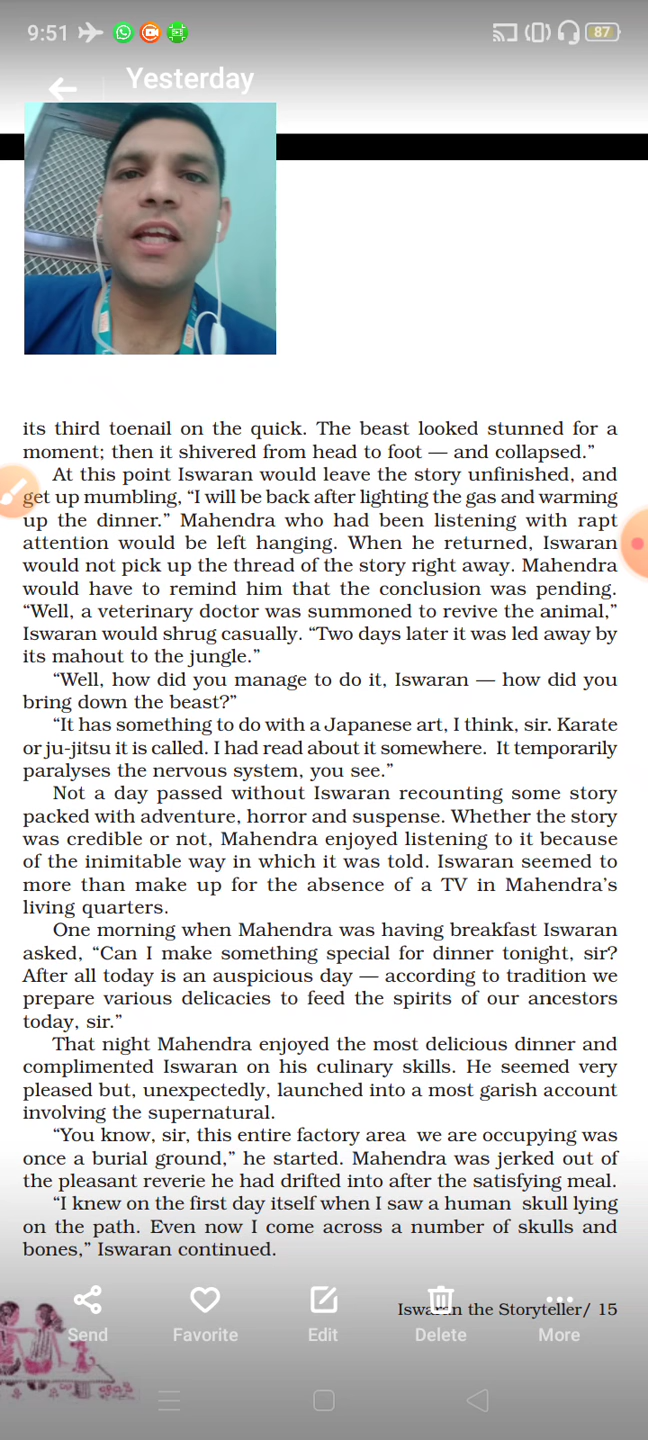 9:51
87
Yesterday
its third toenail on the quick. The beast looked stunned for a
moment; then it shivered from head to foot — and collapsed.”
At this point Iswaran would leave the story unfinished, and
get up mumbling, “I will be back after lighting the gas and warming
up the dinner.” Mahendra who had been listening with rapt
attention would be left hanging. When he returned, Iswaran
would not pick up the thread of the story right away. Mahendra
would have to remind him that the conclusion was pending.
“Well, a veterinary doctor was summoned to revive the animal,”
Iswaran would shrug casually. “Two days later it was led away by
its mahout to the jungle.”
“Well, how did you manage to do it, Iswaran — how did you
bring down the beast?”
“It has something to do with a Japanese art, I think, sir. Karate
or ju-jitsu it is called. I had read about it somewhere. It temporarily
paralyses the nervous system, you see.”
Not a day passed without Iswaran recounting some story
packed with adventure, horror and suspense. Whether the story
was credible or not, Mahendra enjoyed listening to it because
of the inimitable way in which it was told. Iswaran seemed to
more than make up for the absence of a TV in Mahendra’s
living quarters.
One morning when Mahendra was having breakfast Iswaran
asked, “Can I make something special for dinner tonight, sir?
After all today is an auspicious day — according to tradition we
prepare various delicacies to feed the spirits of our ancestors
today, sir.”
That night Mahendra enjoyed the most delicious dinner and
complimented Iswaran on his culinary skills. He seemed very
pleased but, unexpectedly, launched into a most garish account
involving the supernatural.
“You know, sir, this entire factory area we are occupying was
once a burial ground,” he started. Mahendra was jerked out of
the pleasant reverie he had drifted into after the satisfying meal.
“I knew on the first day itself when I saw a human skull lying
on the path. Even now I come across a number of skulls and
bones,” Iswaran continued.
Iswaran the Storyteller/ 15
Send Favorite Edit Delete More